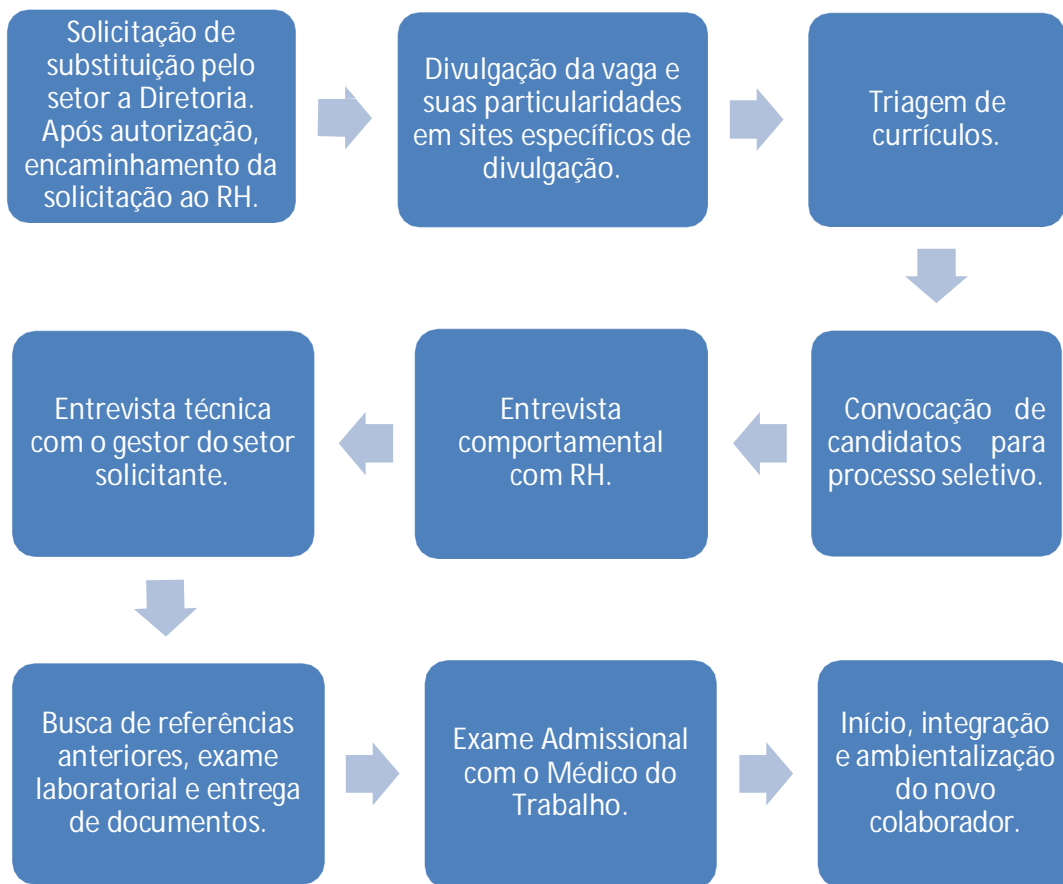 Solicitação de
substituição pelo
setor a Diretoria.
Após autorização,
encaminhamento da
solicitação ao RH.
Divulgação da vaga e
suas particularidades
em sites específicos de
divulgação.
Triagem de
currículos.
Convocação de
candidatos para
processo seletivo.
Entrevista
comportamental
com RH.
Entrevista técnica
com o gestor do setor
solicitante.
Busca de referências
anteriores, exame
laboratorial e entrega
de documentos.
Exame Admissional
com o Médico do
Trabalho.
Início, integração
e ambientalização
do novo
colaborador.